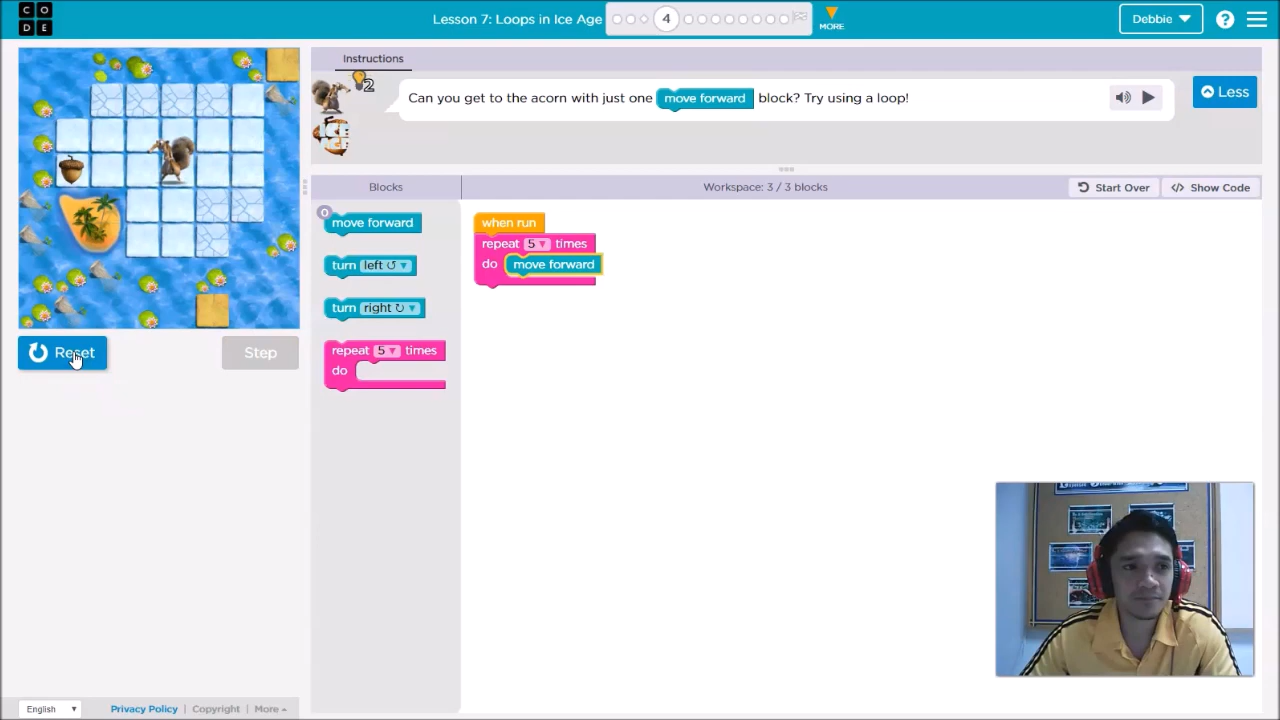 CO
DE
Lesson 7: Loops in Ice Age
4
MORE
Debbie
?
Instructions
2
Can you get to the acorn with just one move forward block? Try using a loop!
Less
Blocks
Workspace: 3 / 3 blocks
Start Over
</> Show Code
0
move forward
turn left ↺ ▼
turn right ↻ ▼
repeat 5 ▼ times
do
when run
repeat 5 ▼ times
do move forward
Reset
Step
English ▼
Privacy Policy | Copyright | More